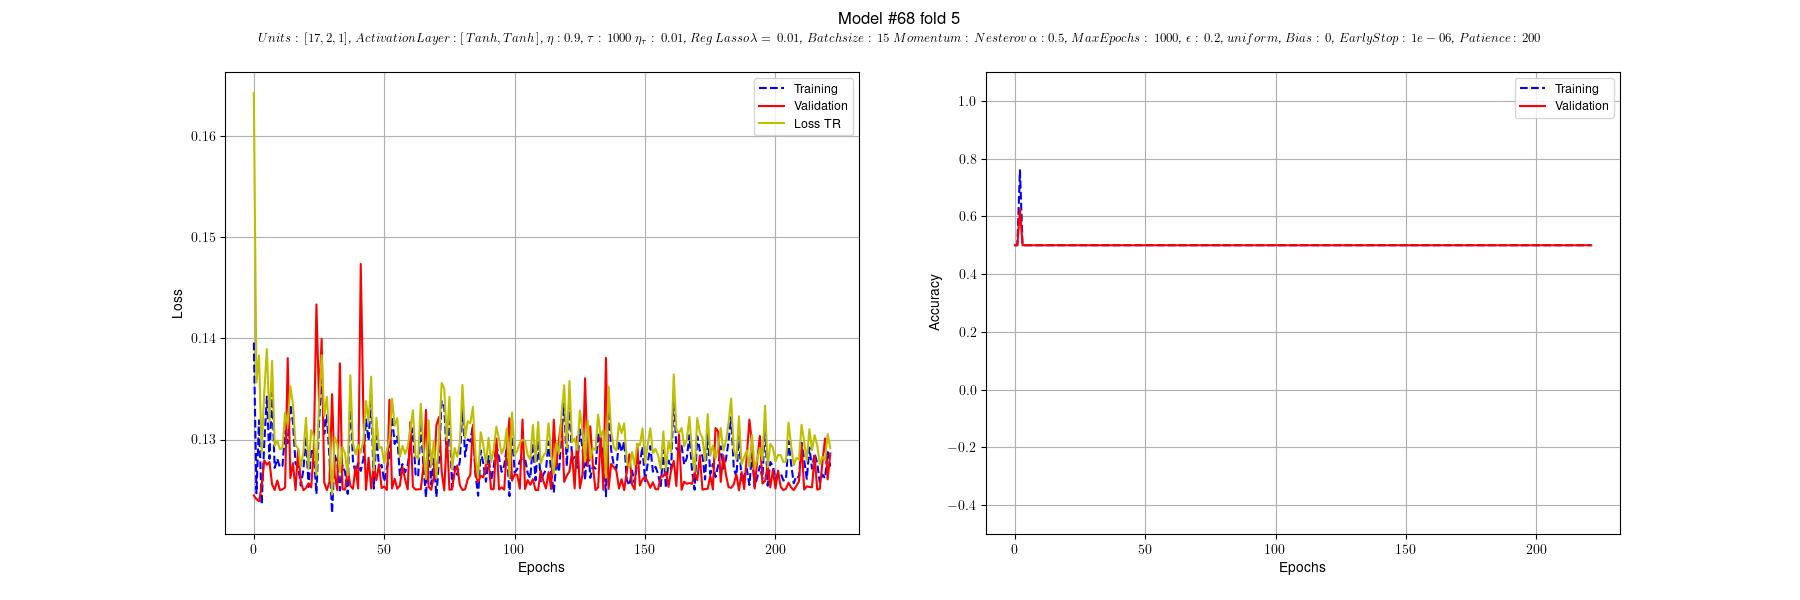 Model #68 fold 5
Units : [17, 2, 1], ActivationLayer : [Tanh, Tanh], η : 0.9, τ : 1000 ητ : 0.01, Reg Lassoλ = 0.01, Batchsize : 15 Momentum : Nesterov α : 0.5, MaxEpochs : 1000, ϵ : 0.2, uniform, Bias : 0, EarlyStop : 1e − 06, Patience : 200
Training
Validation
Loss TR
0.16
0.15
0.14
0.13
Loss
0
50
100
150
200
Epochs
Training
Validation
1.0
0.8
0.6
0.4
0.2
0.0
−0.2
−0.4
Accuracy
0
50
100
150
200
Epochs